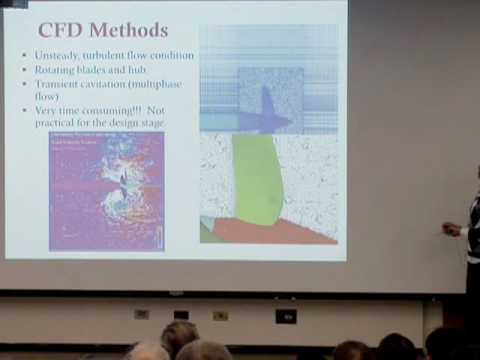 CFD Methods
Unsteady, turbulent flow condition
Rotating blades and hub.
Transient cavitation (multiphase
flow)
Very time consuming!!! Not
practical for the design stage.